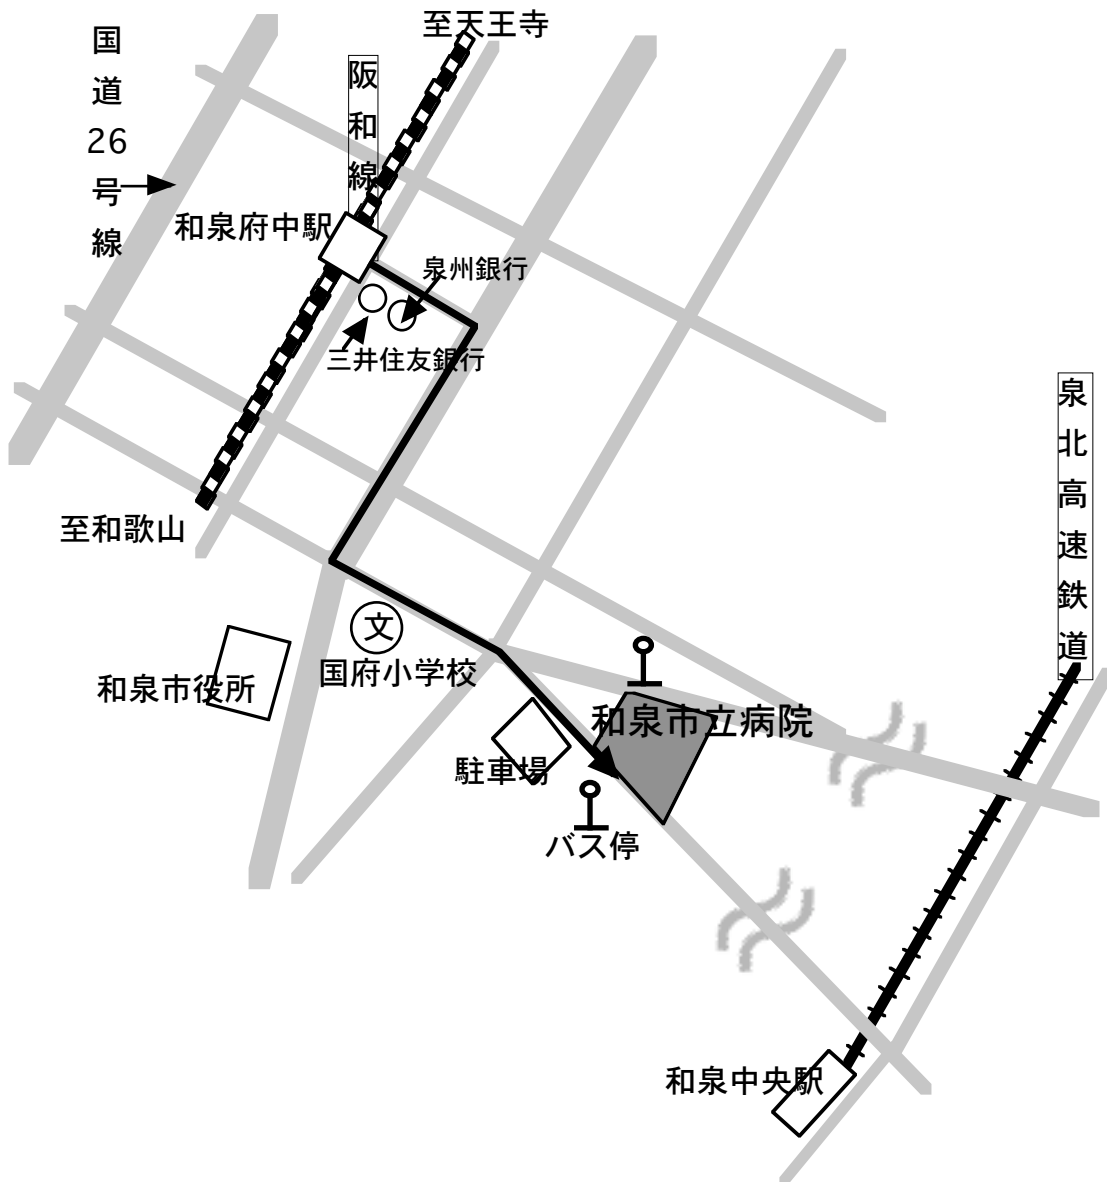 至天王寺
国道26号線
阪和線
和泉府中駅
泉州銀行
三井住友銀行
泉北高速鉄道
至和歌山
文
国府小学校
和泉市役所
和泉市立病院
駐車場
バス停
和泉中央駅